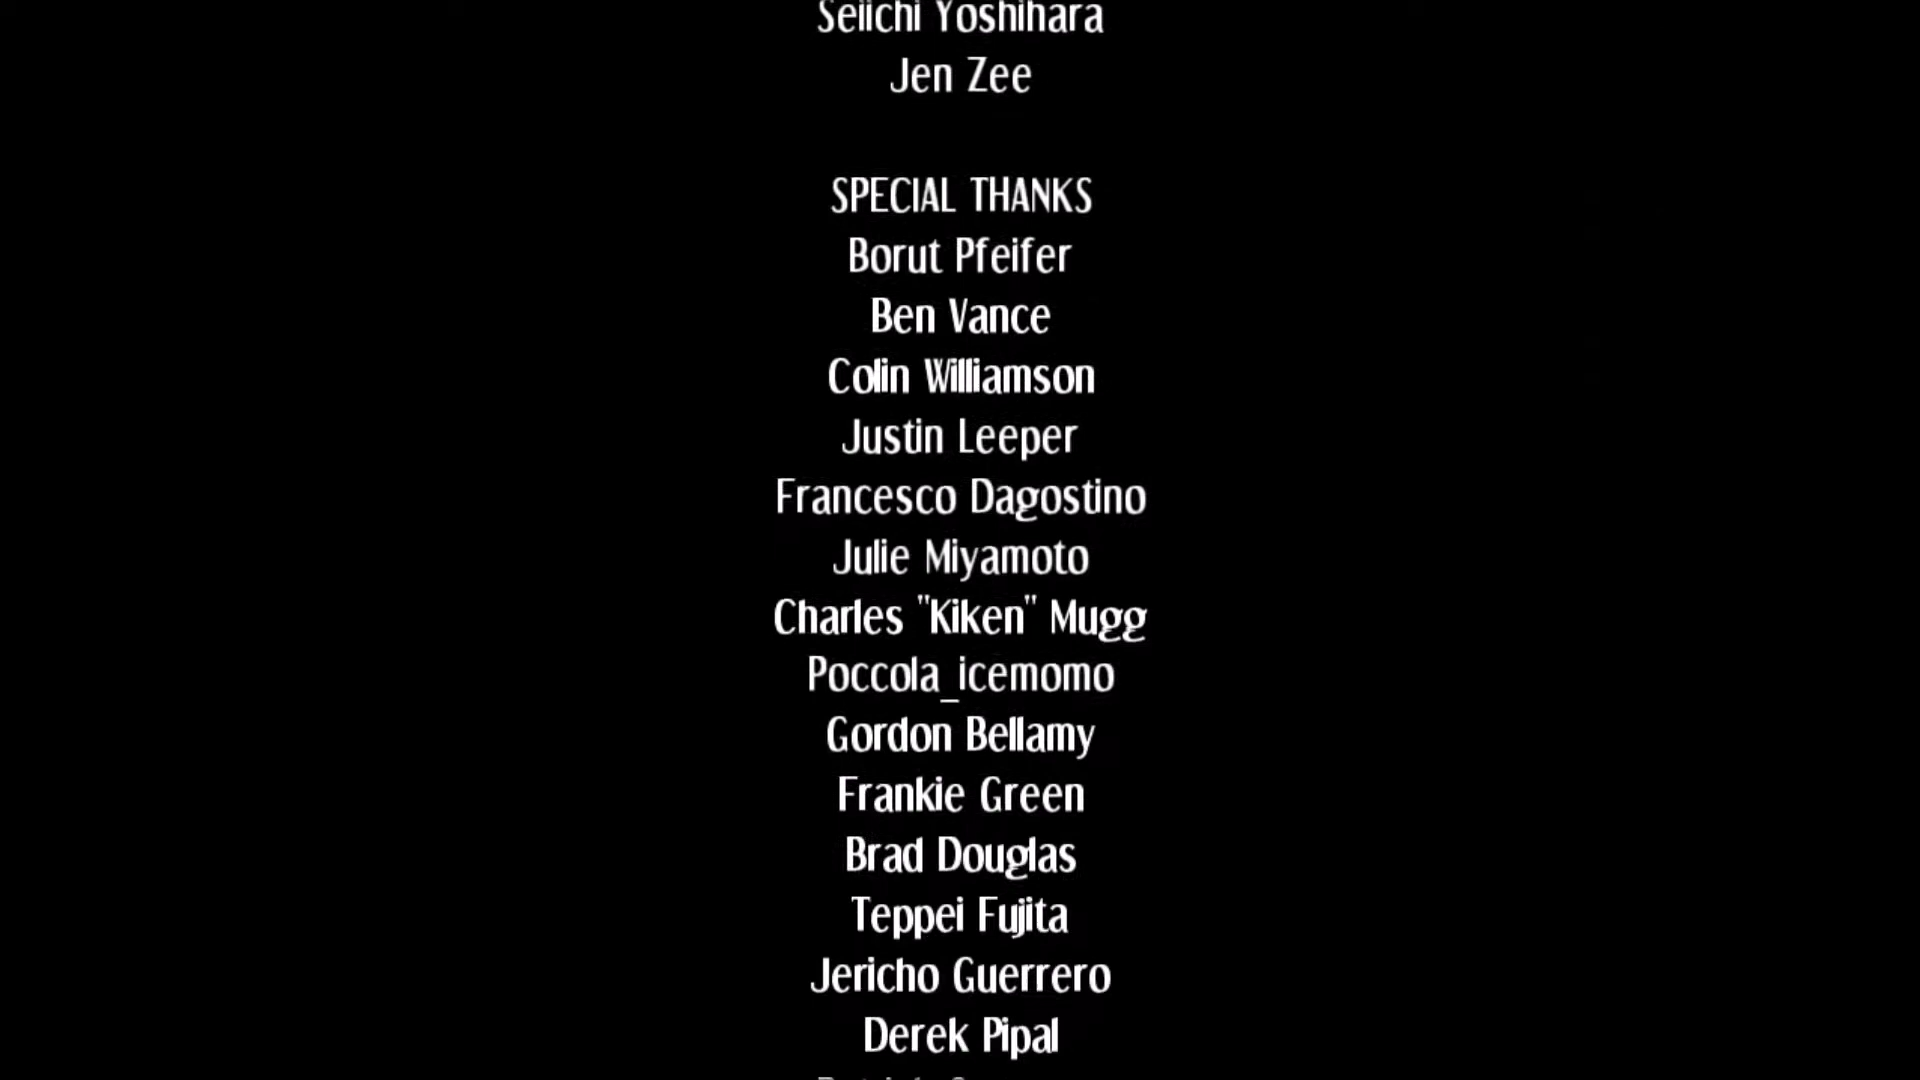 Seiichi Yoshihara
Jen Zee
SPECIAL THANKS
Borut Pfeifer
Ben Vance
Colin Williamson
Justin Leeper
Francesco Dagostino
Julie Miyamoto
Charles "Kiken" Mugg
Poccola_icemomo
Gordon Bellamy
Frankie Green
Brad Douglas
Teppei Fujita
Jericho Guerrero
Derek Pipal